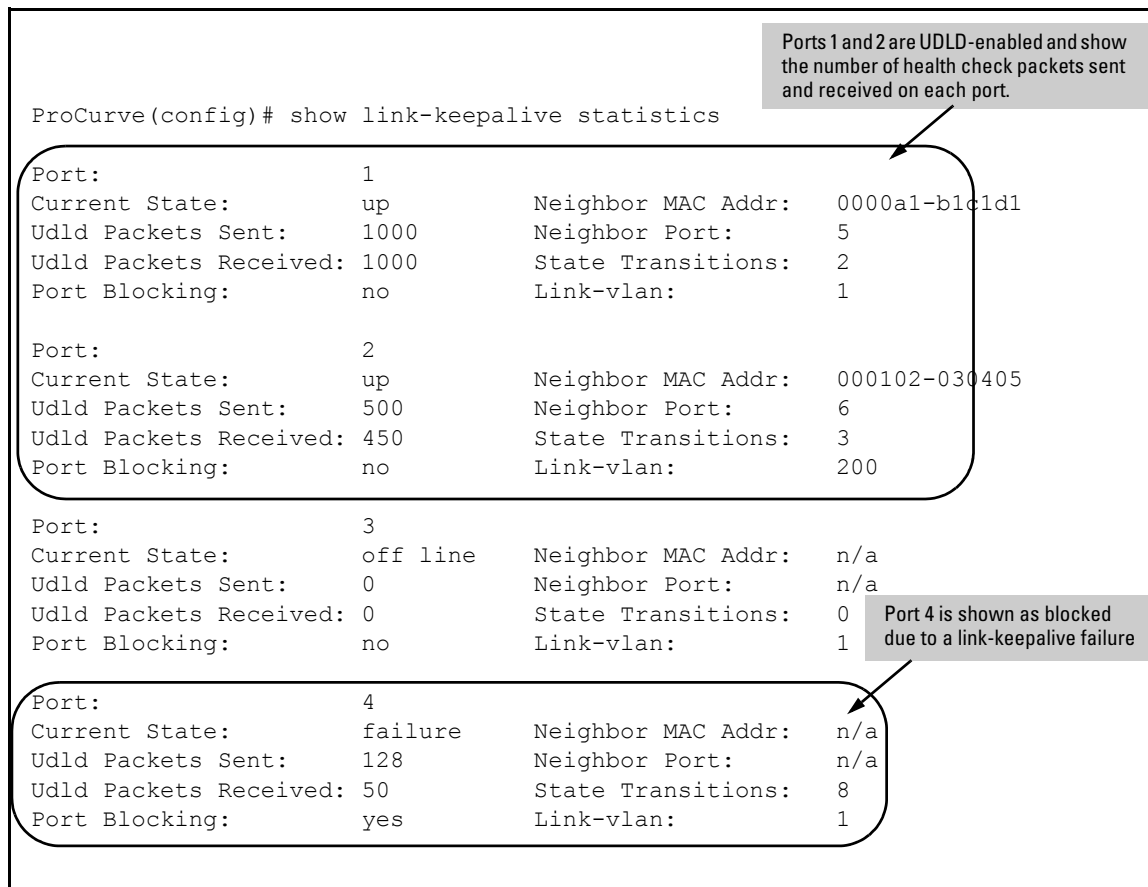 Ports 1 and 2 are UDLD-enabled and show
the number of health check packets sent
and received on each port.
ProCurve(config)# show link-keepalive statistics
Port: 1
Current State: up Neighbor MAC Addr: 0000a1-b1c1d1
Udld Packets Sent: 1000 Neighbor Port: 5
Udld Packets Received: 1000 State Transitions: 2
Port Blocking: no Link-vlan: 1
Port: 2
Current State: up Neighbor MAC Addr: 000102-030405
Udld Packets Sent: 500 Neighbor Port: 6
Udld Packets Received: 450 State Transitions: 3
Port Blocking: no Link-vlan: 200
Port: 3
Current State: off line Neighbor MAC Addr: n/a
Udld Packets Sent: 0 Neighbor Port: n/a
Udld Packets Received: 0 State Transitions: 0
Port Blocking: no Link-vlan: 1
Port 4 is shown as blocked
due to a link-keepalive failure
Port: 4
Current State: failure Neighbor MAC Addr: n/a
Udld Packets Sent: 128 Neighbor Port: n/a
Udld Packets Received: 50 State Transitions: 8
Port Blocking: yes Link-vlan: 1